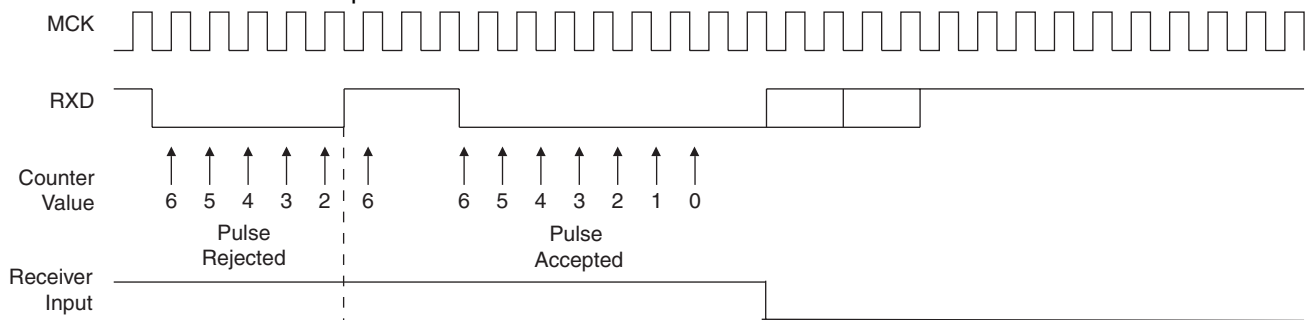 MCK
RXD
Counter
Value
6 5 4 3 2 6 6 5 4 3 2 1 0
Pulse
Rejected
Pulse
Accepted
Receiver
Input